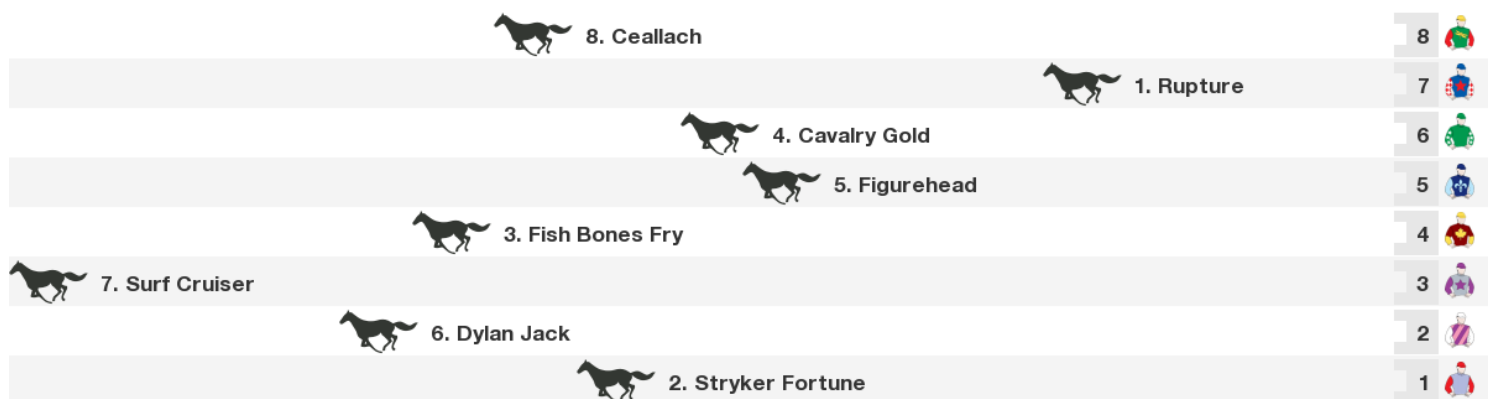 8. Ceallach 8
1. Rupture 7
4. Cavalry Gold 6
5. Figurehead 5
3. Fish Bones Fry 4
7. Surf Cruiser 3
6. Dylan Jack 2
2. Stryker Fortune 1